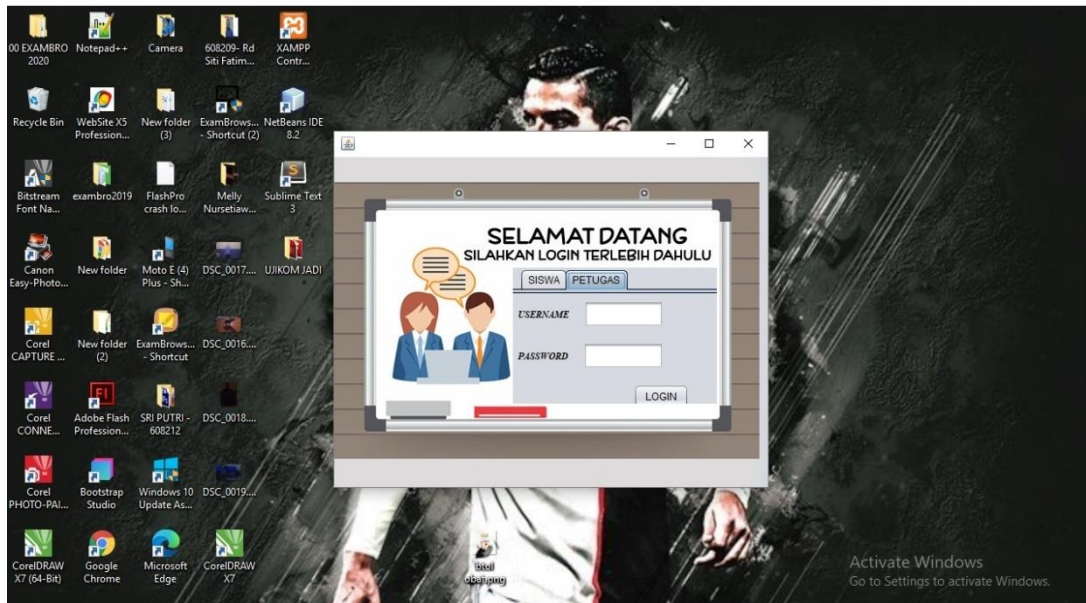 00 EXAMBRO 2020
Notepad++
Camera
608209- Rd Siti Fatim...
XAMPP Contr...
Recycle Bin
WebSite X5 Profession...
New folder (3)
ExamBrows... - Shortcut (2)
NetBeans IDE 8.2
Bitstream Font Na...
exambro2019
FlashPro crash lo...
Melly Nursetiaw...
Sublime Text 3
Canon Easy-Photo...
New folder
Moto E (4) Plus - Sh...
DSC_0017....
UJIKOM JADI
Corel CAPTURE ...
New folder (2)
ExamBrows... - Shortcut
DSC_0016....
Corel CONNE...
Adobe Flash Profession...
SRI PUTRI - 608212
DSC_0018....
Corel PHOTO-PAI...
Bootstrap Studio
Windows 10 Update As...
DSC_0019....
CorelDRAW X7 (64-Bit)
Google Chrome
Microsoft Edge
CorelDRAW X7
SELAMAT DATANG
SILAHKAN LOGIN TERLEBIH DAHULU
SISWA PETUGAS
USERNAME
PASSWORD
LOGIN
Activate Windows
Go to Settings to activate Windows.